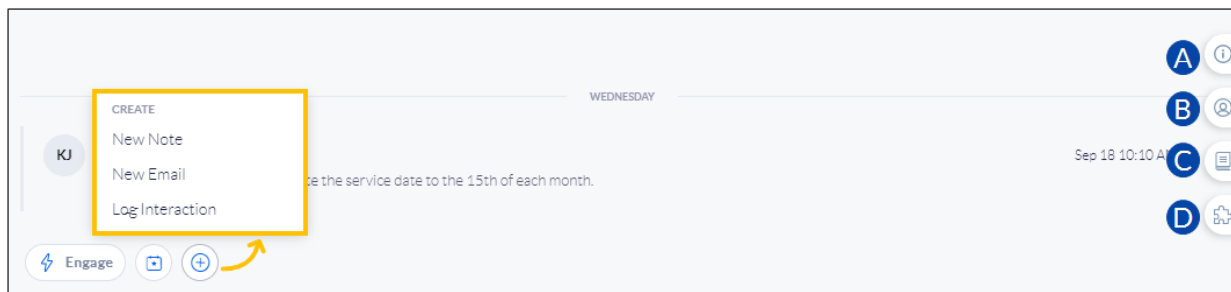 A
WEDNESDAY
B
CREATE
New Note
KJ
Sep 18 10:10
C
New Email
the service date to the 15th of each month.
Log Interaction
D
Engage